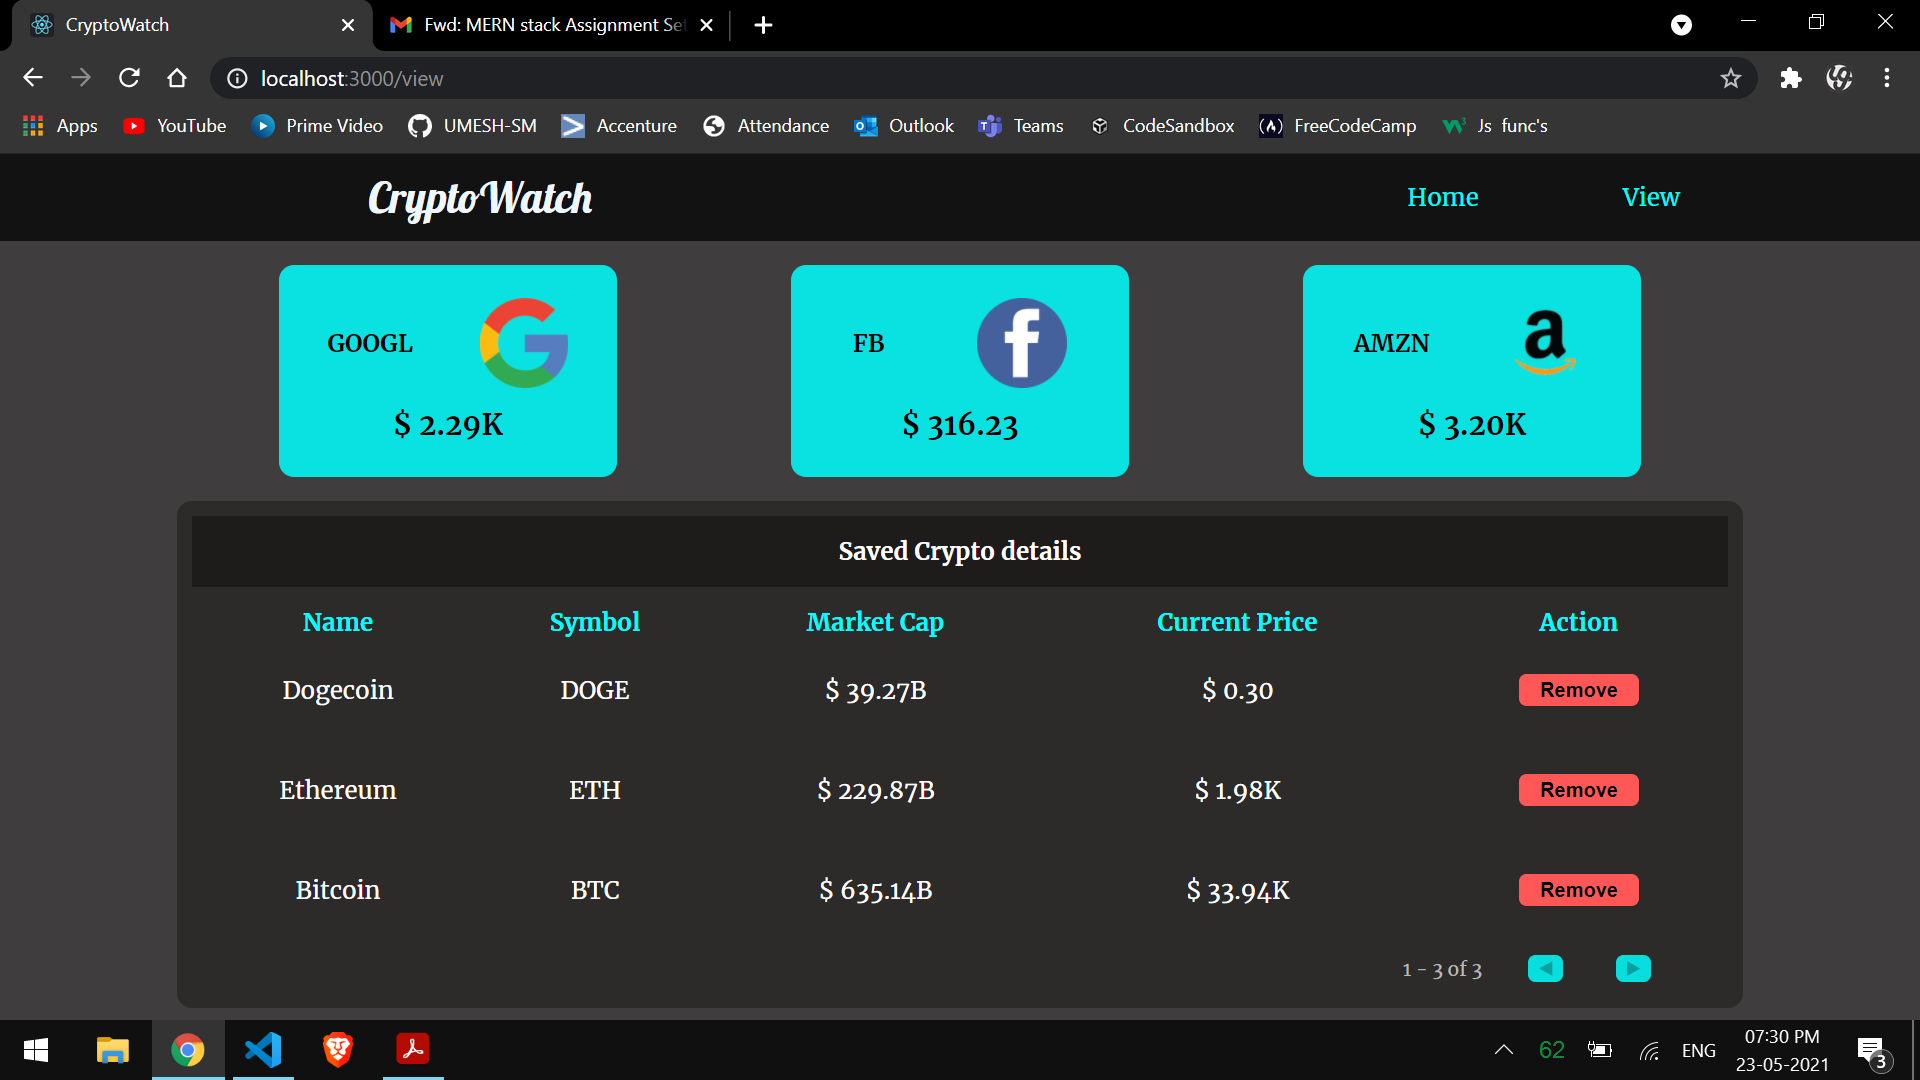 CryptoWatch
Fwd: MERN stack Assignment Se
localhost:3000/view
Apps YouTube Prime Video UMESH-SM Accenture Attendance Outlook Teams CodeSandbox FreeCodeCamp Js func's
CryptoWatch Home View
GOOGL
$ 2.29K
FB
$ 316.23
AMZN
$ 3.20K
Saved Crypto details
Name Symbol Market Cap Current Price Action
Dogecoin DOGE $ 39.27B $ 0.30 Remove
Ethereum ETH $ 229.87B $ 1.98K Remove
Bitcoin BTC $ 635.14B $ 33.94K Remove
1 - 3 of 3
62 ENG 07:30 PM
23-05-2021
3